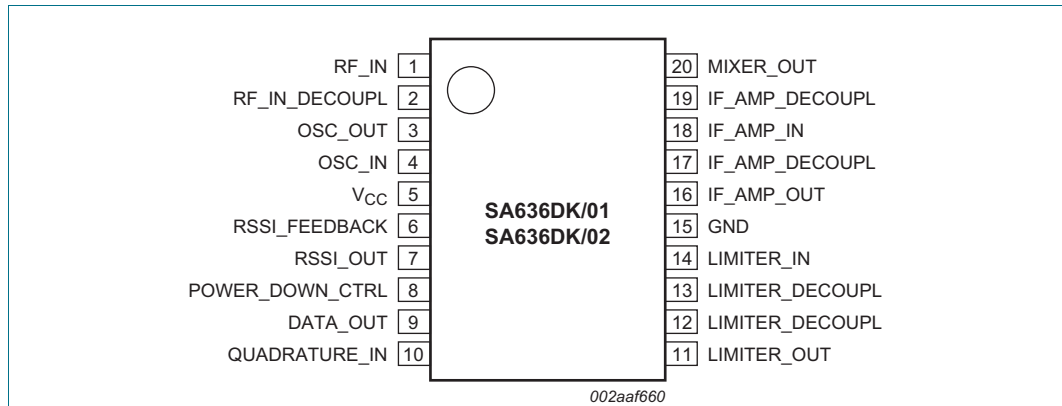 RF_IN 1
RF_IN_DECOUPL 2
OSC_OUT 3
OSC_IN 4
VCC 5
RSSI_FEEDBACK 6
RSSI_OUT 7
POWER_DOWN_CTRL 8
DATA_OUT 9
QUADRATURE_IN 10
SA636DK/01
SA636DK/02
20 MIXER_OUT
19 IF_AMP_DECOUPL
18 IF_AMP_IN
17 IF_AMP_DECOUPL
16 IF_AMP_OUT
15 GND
14 LIMITER_IN
13 LIMITER_DECOUPL
12 LIMITER_DECOUPL
11 LIMITER_OUT
002aaf660